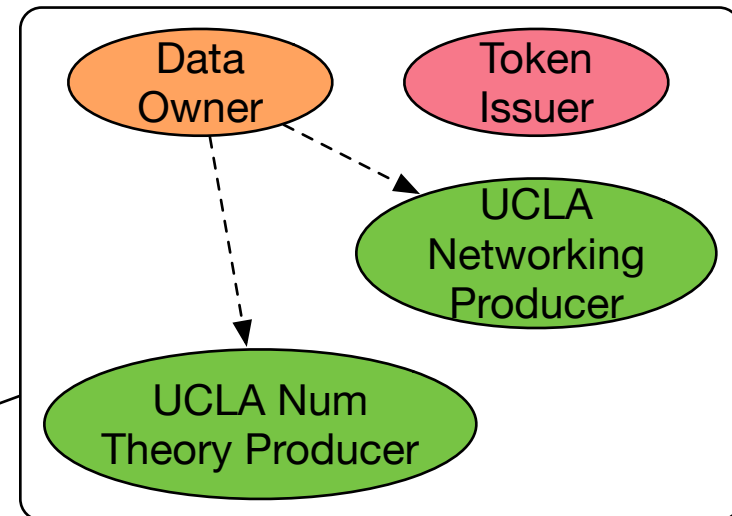 Data
Owner
Token
Issuer
UCLA
Networking
Producer
UCLA Num
Theory Producer